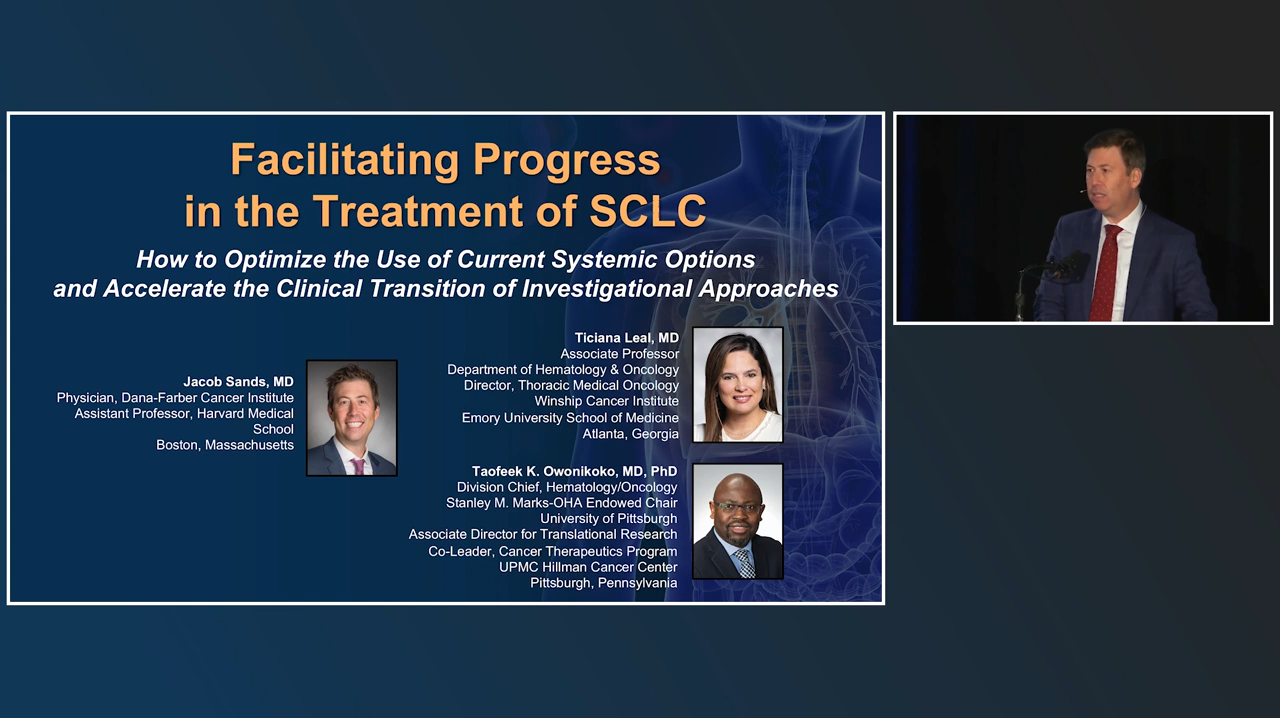 Facilitating Progress
in the Treatment of SCLC
How to Optimize the Use of Current Systemic Options
and Accelerate the Clinical Transition of Investigational Approaches
Jacob Sands, MD
Physician, Dana-Farber Cancer Institute
Assistant Professor, Harvard Medical
School
Boston, Massachusetts
Ticiana Leal, MD
Associate Professor
Department of Hematology & Oncology
Director, Thoracic Medical Oncology
Winship Cancer Institute
Emory University School of Medicine
Atlanta, Georgia
Taofeek K. Owonikoko, MD, PhD
Division Chief, Hematology/Oncology
Stanley M. Marks-OHA Endowed Chair
University of Pittsburgh
Associate Director for Translational Research
Co-Leader, Cancer Therapeutics Program
UPMC Hillman Cancer Center
Pittsburgh, Pennsylvania